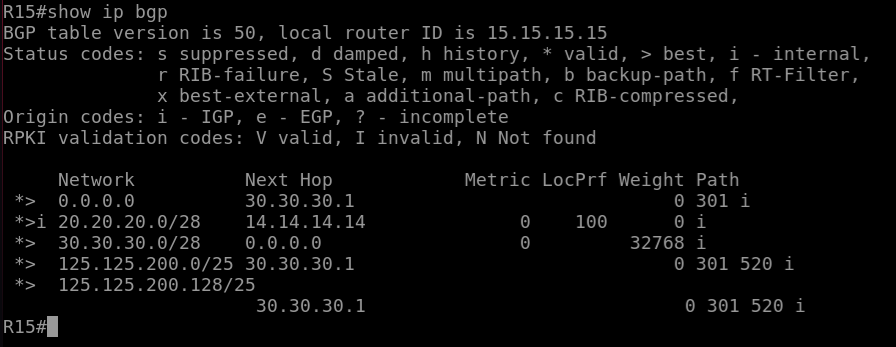 R15#show ip bgp
BGP table version is 50, local router ID is 15.15.15.15
Status codes: s suppressed, d damped, h history, * valid, > best, i - internal,
              r RIB-failure, S Stale, m multipath, b backup-path, f RT-Filter,
              x best-external, a additional-path, c RIB-compressed,
Origin codes: i - IGP, e - EGP, ? - incomplete
RPKI validation codes: V valid, I invalid, N Not found

     Network          Next Hop            Metric LocPrf Weight Path
 *>  0.0.0.0          30.30.30.1                             0 301 i
 *>i 20.20.20.0/28    14.14.14.14              0    100      0 i
 *>  30.30.30.0/28    0.0.0.0                  0         32768 i
 *>  125.125.200.0/25 30.30.30.1                             0 301 520 i
 *>  125.125.200.128/25
                       30.30.30.1                             0 301 520 i
R15#